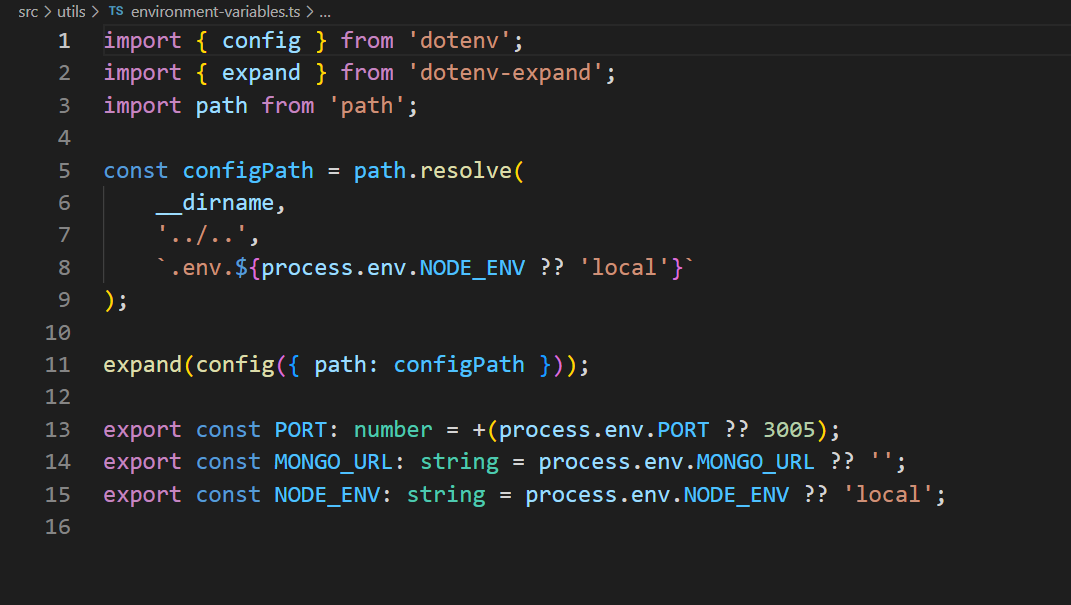 src > utils > TS environment-variables.ts > ...
1 import { config } from 'dotenv';
2 import { expand } from 'dotenv-expand';
3 import path from 'path';
4
5 const configPath = path.resolve(
6     __dirname,
7     '../..',
8     `.env.${process.env.NODE_ENV ?? 'local'}`
9 );
10
11 expand(config({ path: configPath }));
12
13 export const PORT: number = +(process.env.PORT ?? 3005);
14 export const MONGO_URL: string = process.env.MONGO_URL ?? '';
15 export const NODE_ENV: string = process.env.NODE_ENV ?? 'local';
16